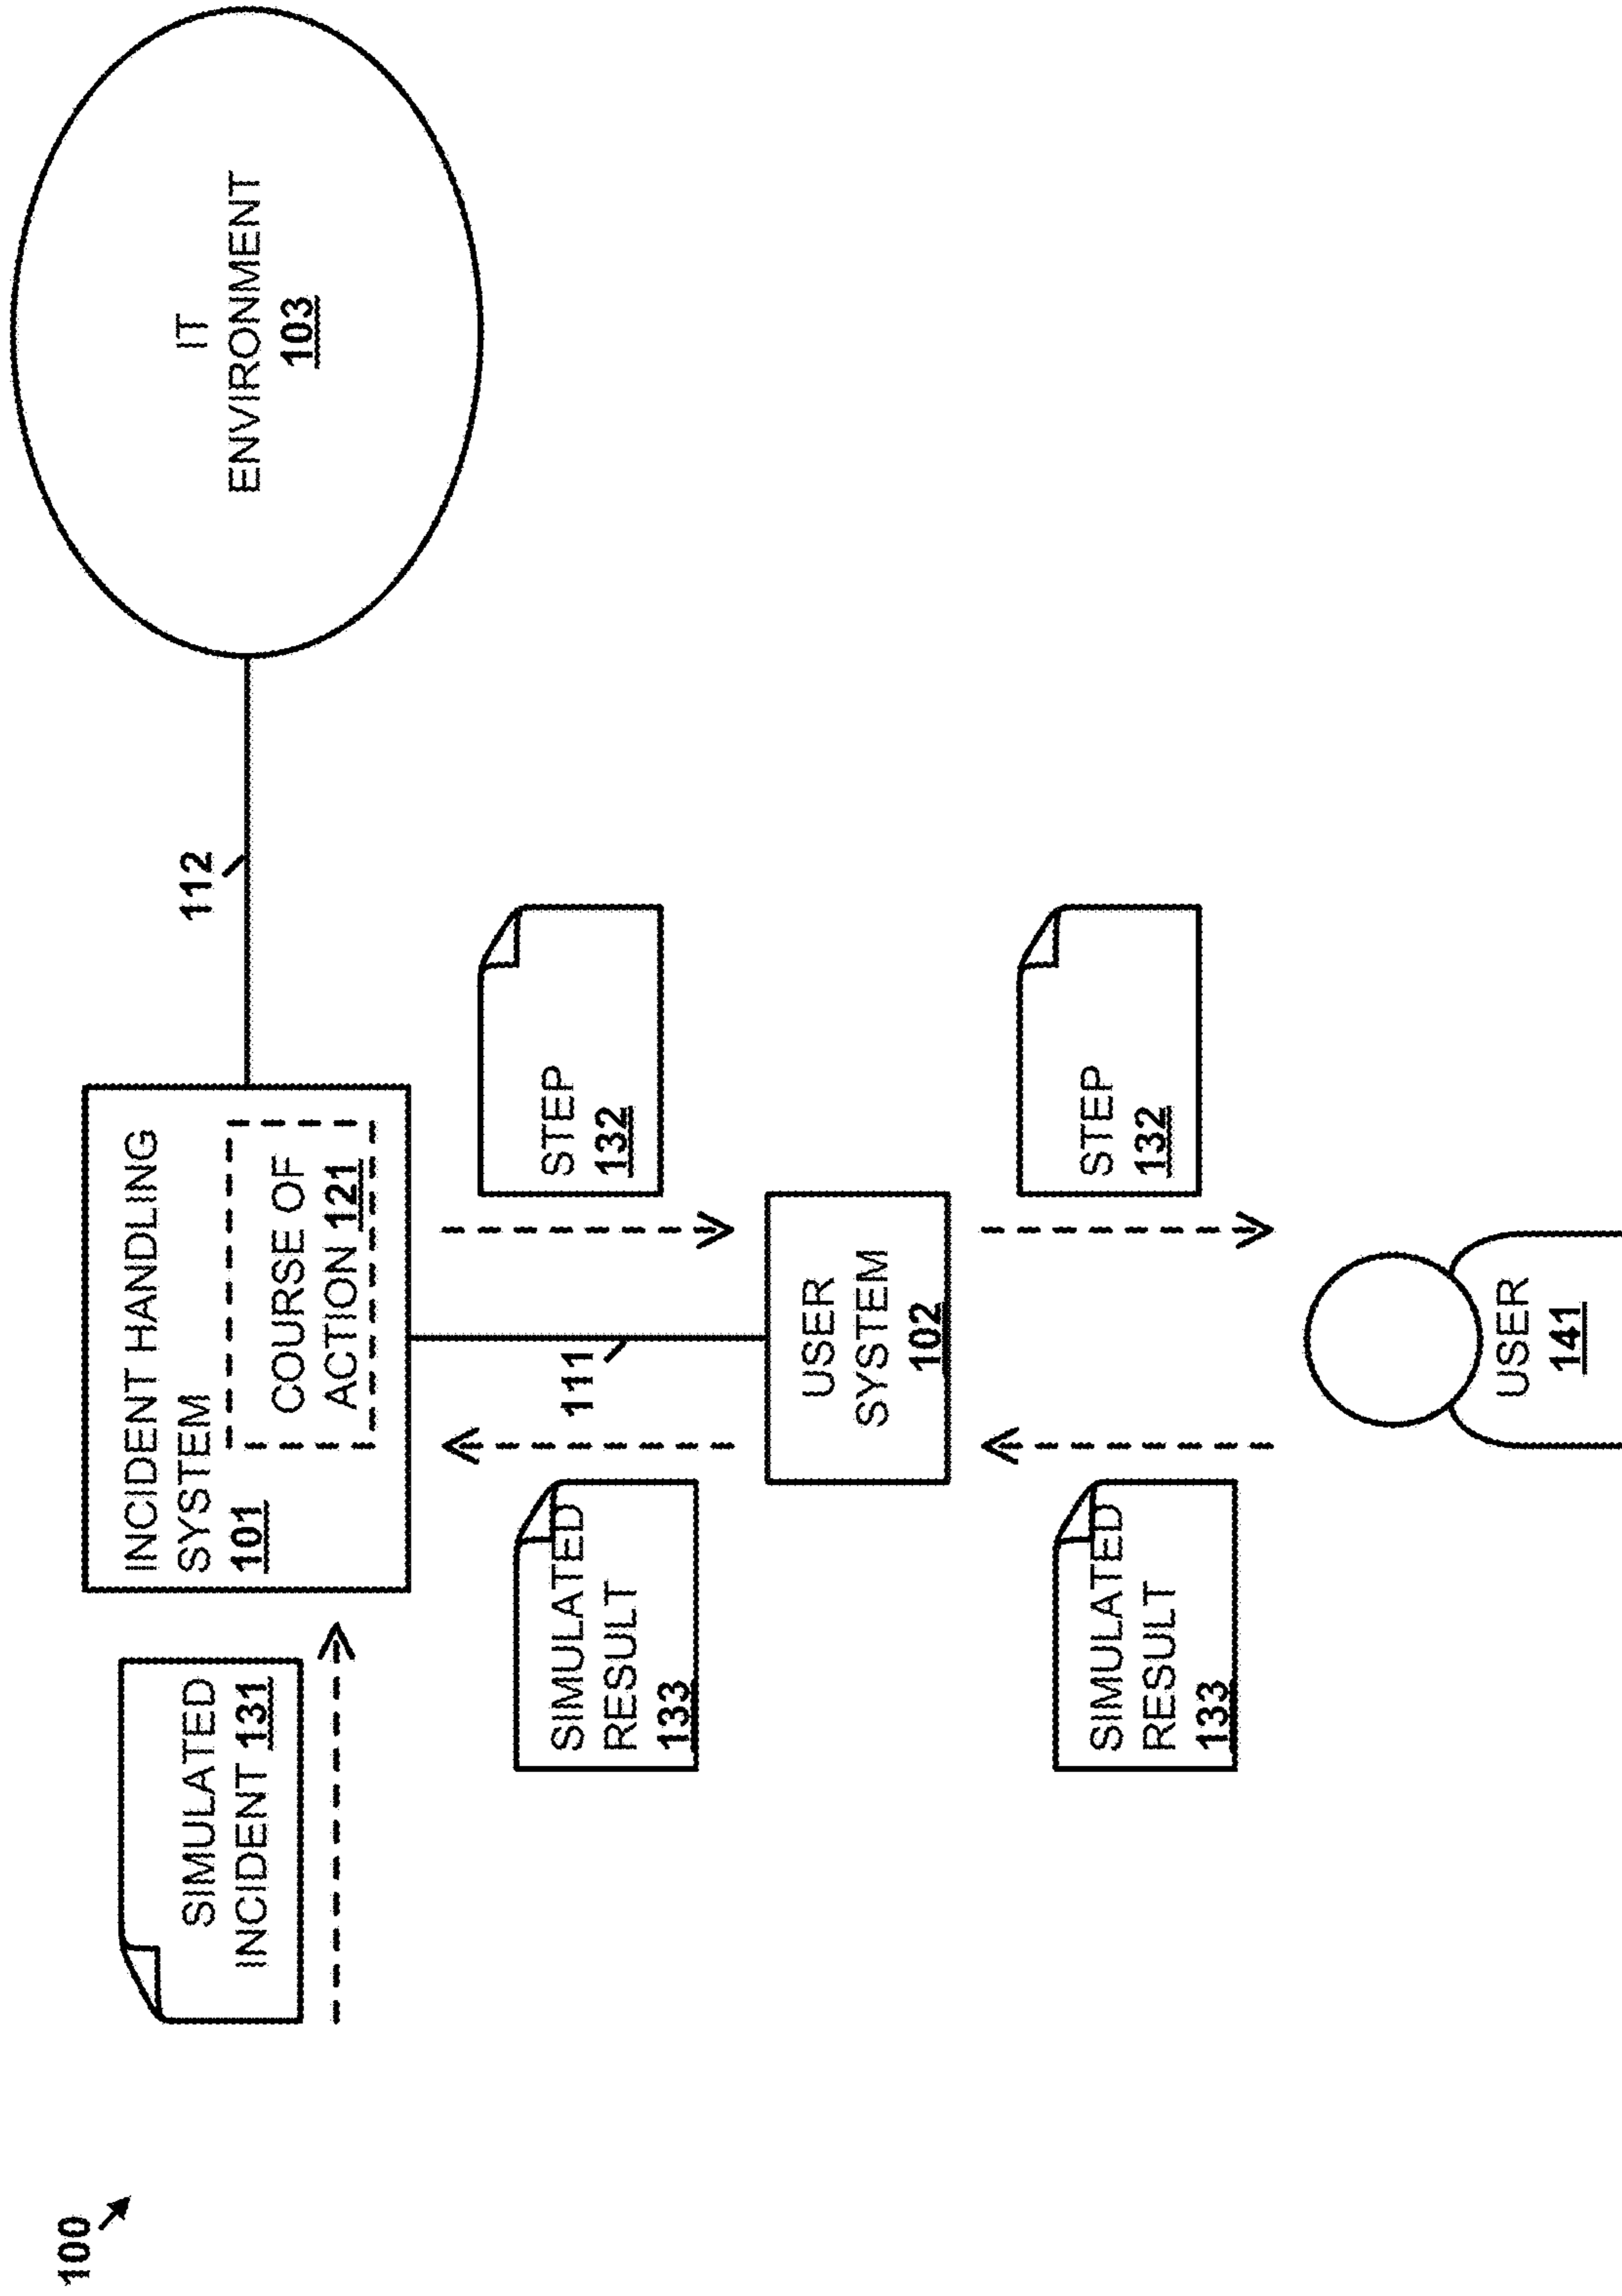 100
SIMULATED
INCIDENT 131
INCIDENT HANDLING
SYSTEM
101
COURSE OF
ACTION 121
112
IT
ENVIRONMENT
103
SIMULATED
RESULT
133
111
STEP
132
USER
SYSTEM
102
SIMULATED
RESULT
133
STEP
132
USER
141